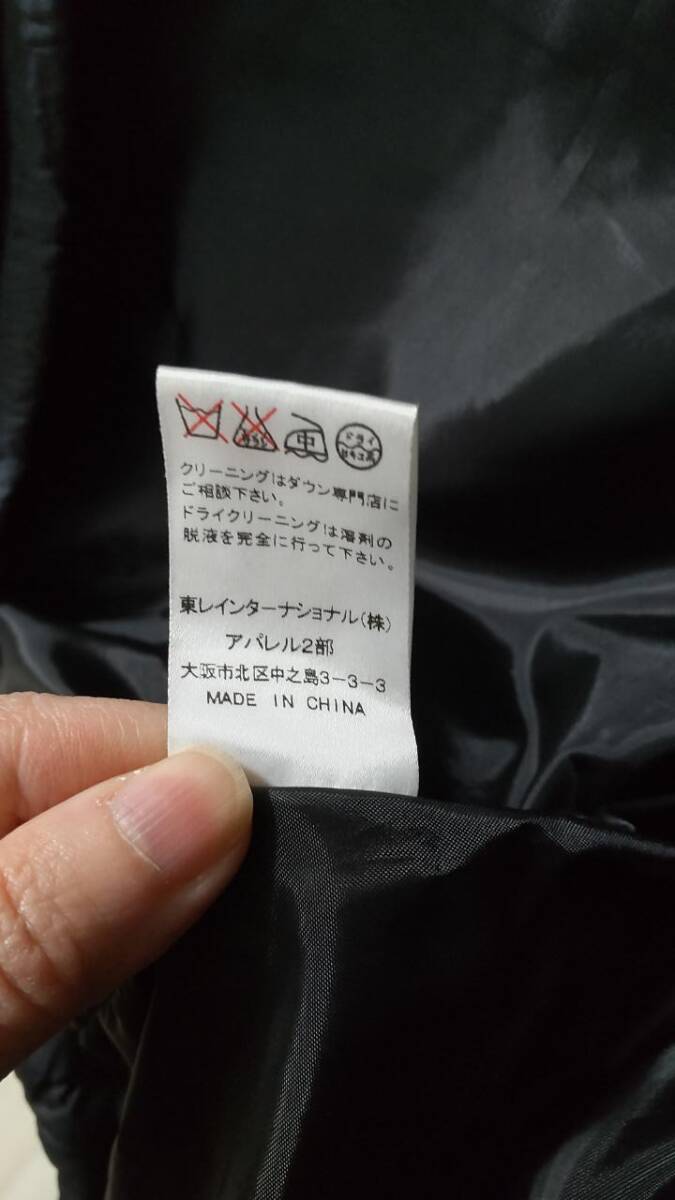 中 ドライ
クリーニングはダウン専門店に
ご相談下さい。
ドライクリーニングは溶剤の
脱液を完全に行って下さい。
東レインターナショナル(株)
アパレル2部
大阪市北区中之島3-3-3
MADE IN CHINA